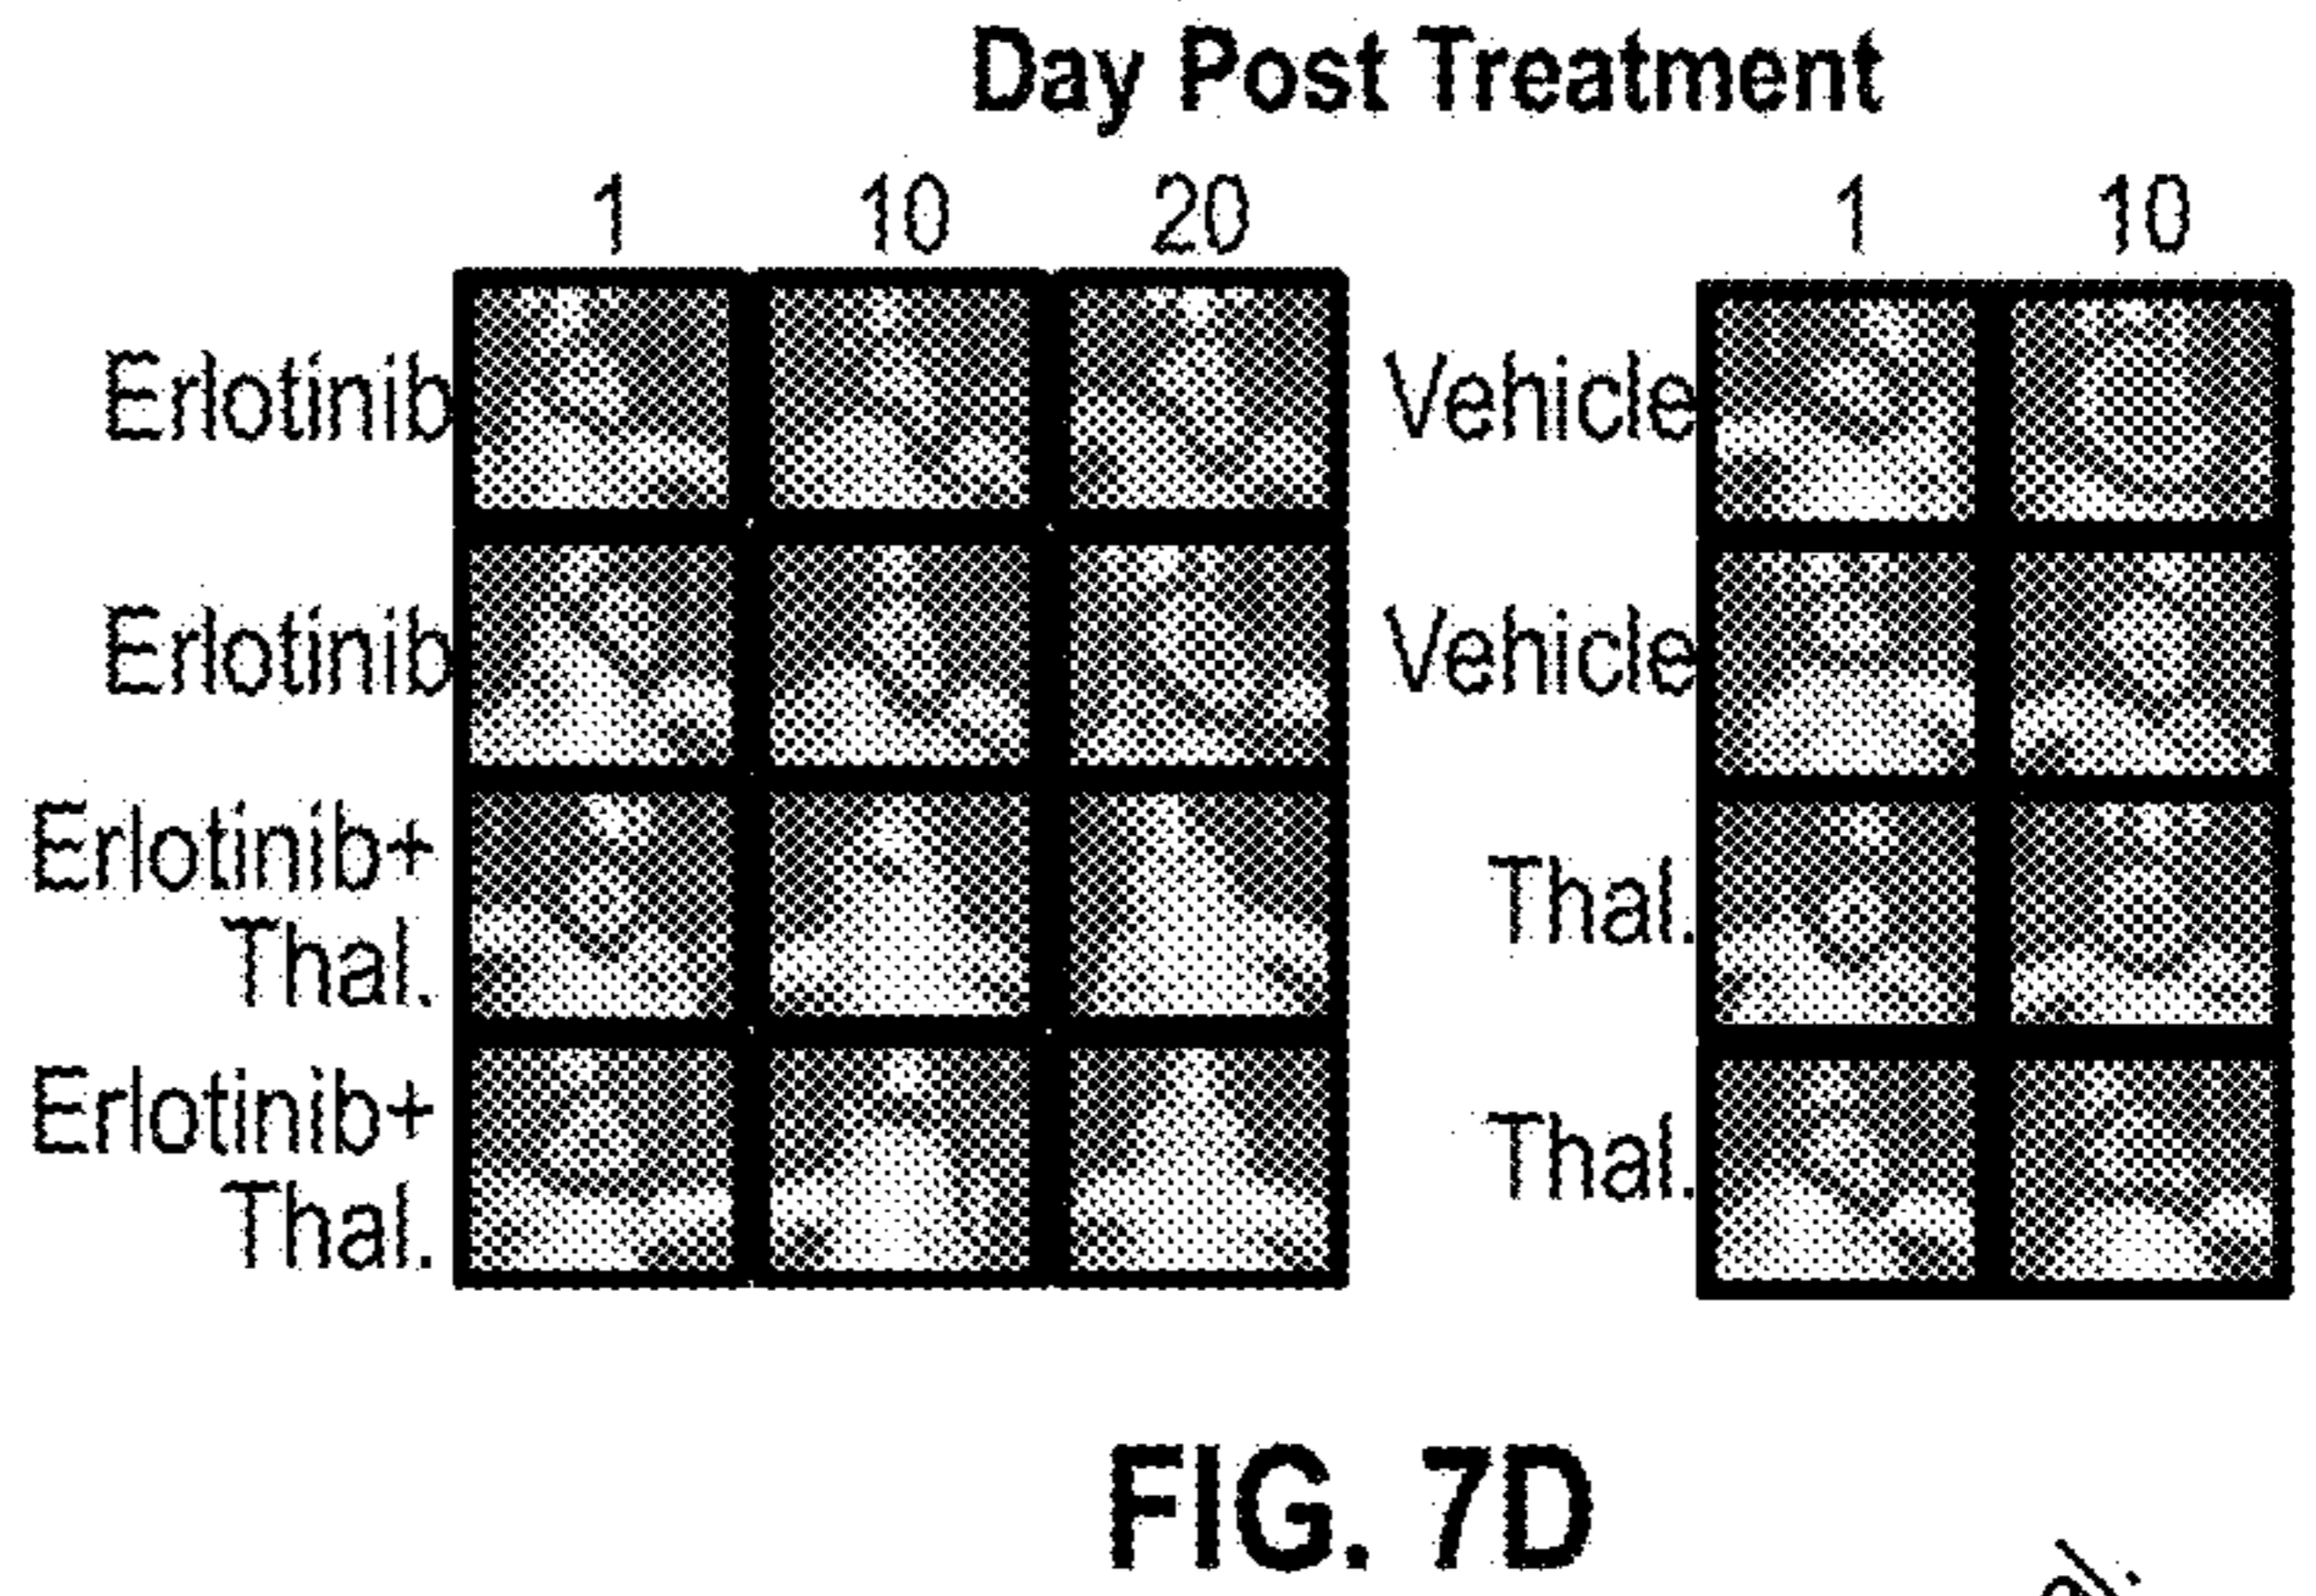 Day Post Treatment
1 10 20
1 10
Erlotinib
Erlotinib
Erlotinib+
Thal.
Erlotinib+
Thal.
Vehicle
Vehicle
Thal.
Thal.
FIG. 7D